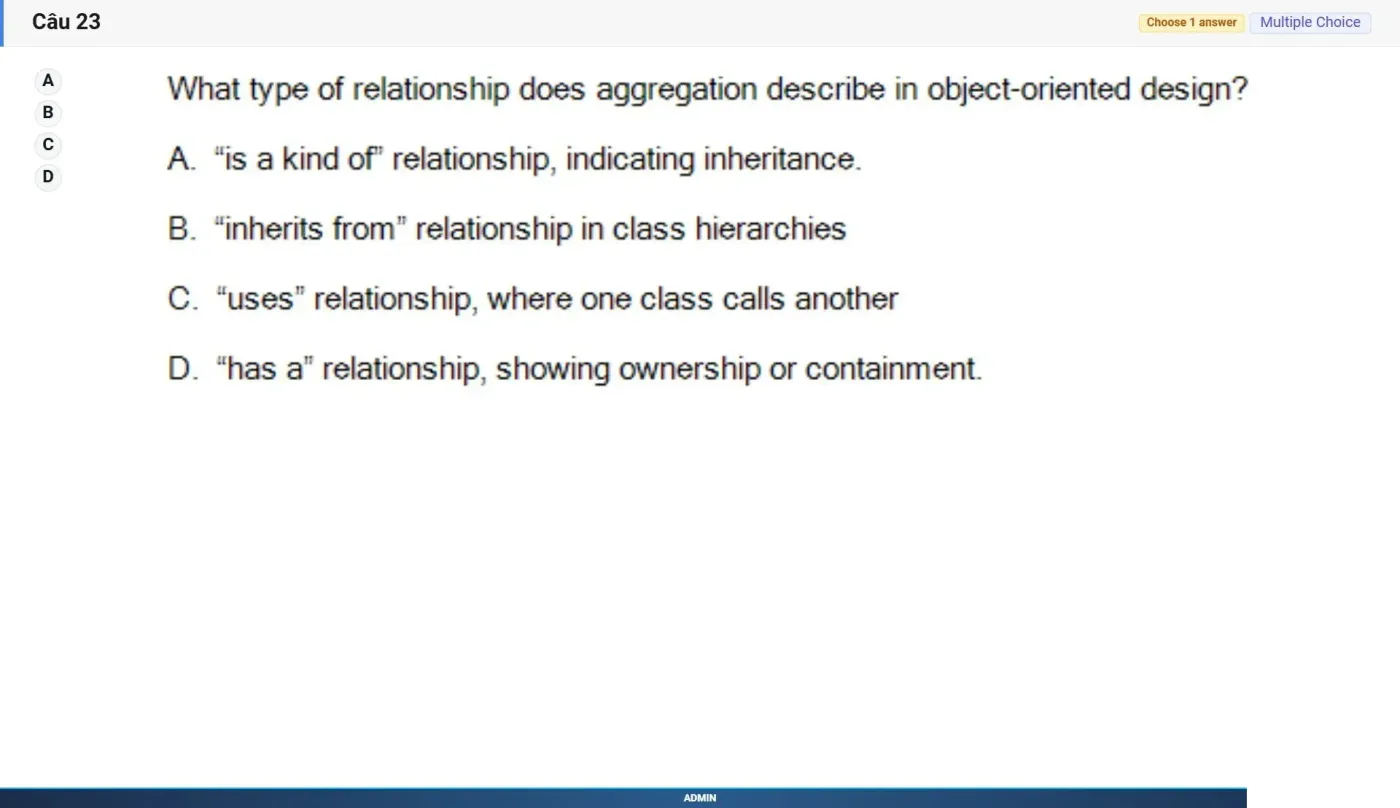 Câu 23
Choose 1 answer
Multiple Choice
A
B
C
D
What type of relationship does aggregation describe in object-oriented design?
A. “is a kind of” relationship, indicating inheritance.
B. “inherits from” relationship in class hierarchies
C. “uses” relationship, where one class calls another
D. “has a” relationship, showing ownership or containment.
ADMIN